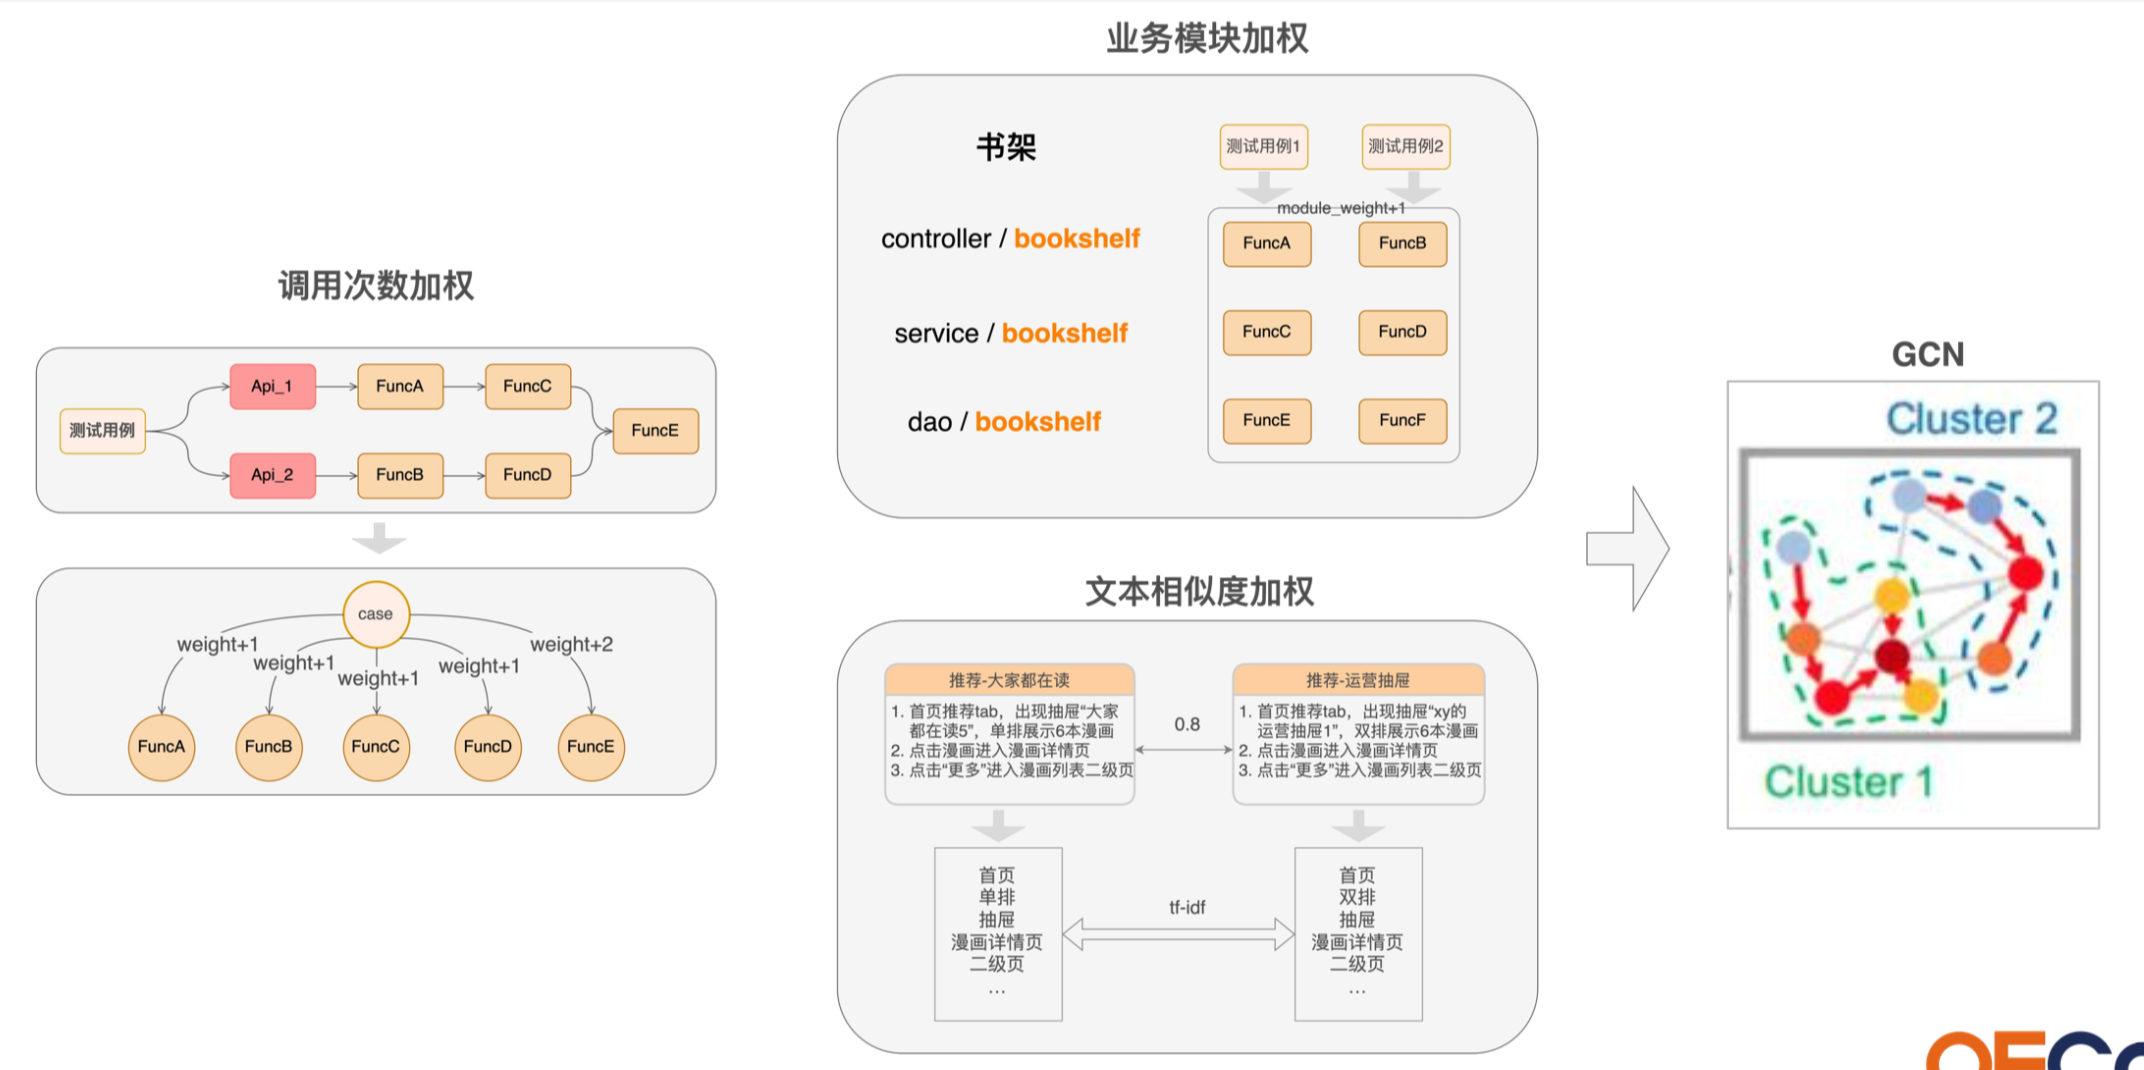 业务模块加权
书架
测试用例1
测试用例2
module_weight+1
controller / bookshelf
FuncA
FuncB
service / bookshelf
FuncC
FuncD
dao / bookshelf
FuncE
FuncF
调用次数加权
测试用例
Api_1
FuncA
FuncC
FuncE
Api_2
FuncB
FuncD
case
weight+1
weight+1
weight+1
weight+1
weight+2
FuncA
FuncB
FuncC
FuncD
FuncE
文本相似度加权
推荐-大家都在读
1. 首页推荐tab，出现抽屉“大家
都在读5”，单排展示6本漫画
2. 点击漫画进入漫画详情页
3. 点击“更多”进入漫画列表二级页
0.8
推荐-运营抽屉
1. 首页推荐tab，出现抽屉“xy的
运营抽屉1”，双排展示6本漫画
2. 点击漫画进入漫画详情页
3. 点击“更多”进入漫画列表二级页
首页
单排
抽屉
漫画详情页
二级页
...
tf-idf
首页
双排
抽屉
漫画详情页
二级页
...
GCN
Cluster 2
Cluster 1